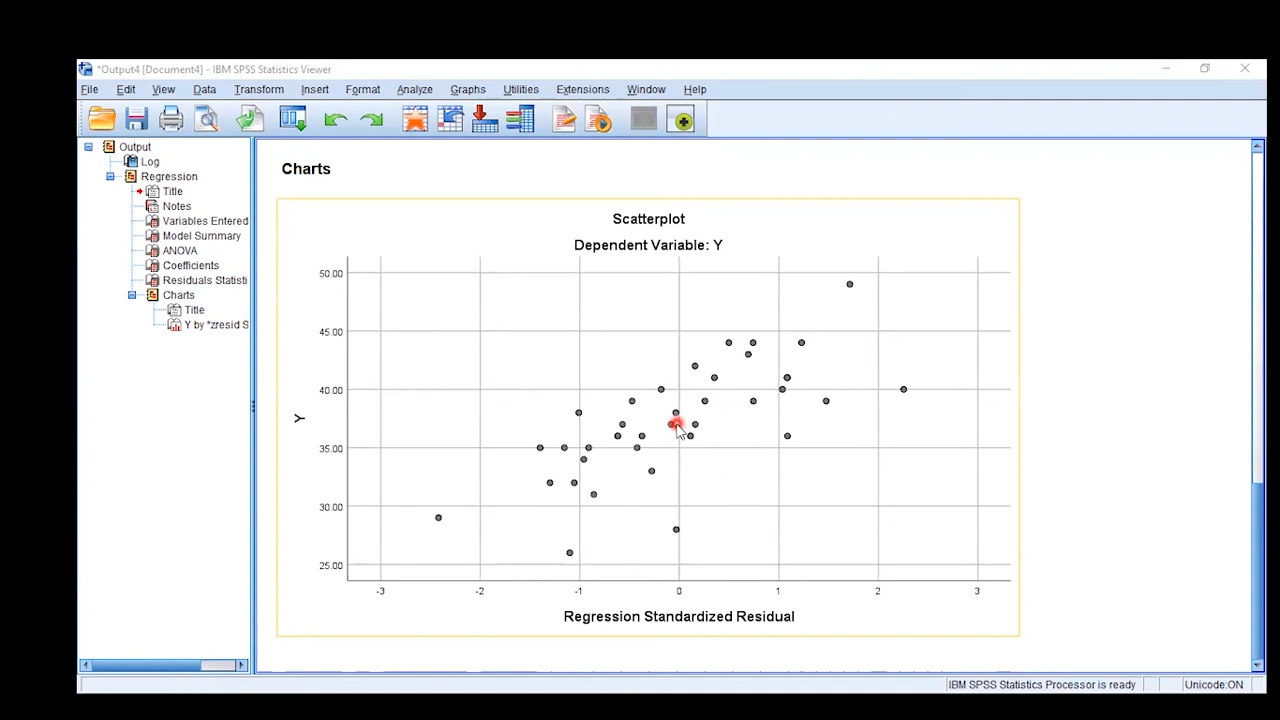 *Output4 [Document4] - IBM SPSS Statistics Viewer
File Edit View Data Transform Insert Format Analyze Graphs Utilities Extensions Window Help
Output
Log
Regression
Title
Notes
Variables Entered
Model Summary
ANOVA
Coefficients
Residuals Statisti
Charts
Title
Y by *zresid S
Charts
Scatterplot
Dependent Variable: Y
50.00
45.00
40.00
35.00
30.00
25.00
Y
-3 -2 -1 0 1 2 3
Regression Standardized Residual
IBM SPSS Statistics Processor is ready
Unicode:ON